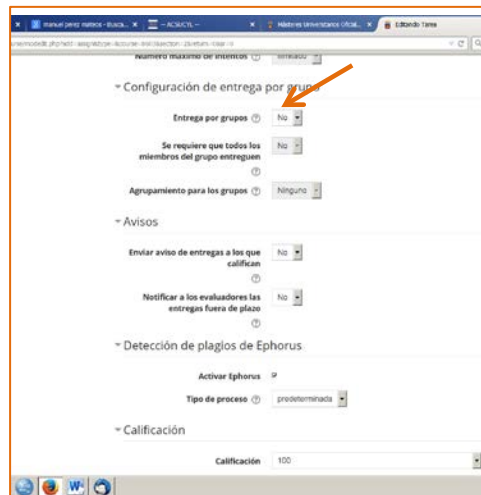 manuel perez mateos - Busca...
-- ACSUCYL --
Másteres Universitarios Oficial...
Editando Tarea
Número máximo de intentos
Ilimitado
Configuración de entrega por grupo
Entrega por grupos
No
Se requiere que todos los
miembros del grupo entreguen
No
Agrupamiento para los grupos
Ninguno
Avisos
Enviar aviso de entregas a los que
califican
No
Notificar a los evaluadores las
entregas fuera de plazo
No
Detección de plagios de Ephorus
Activar Ephorus
Tipo de proceso
predeterminada
Calificación
Calificación
100